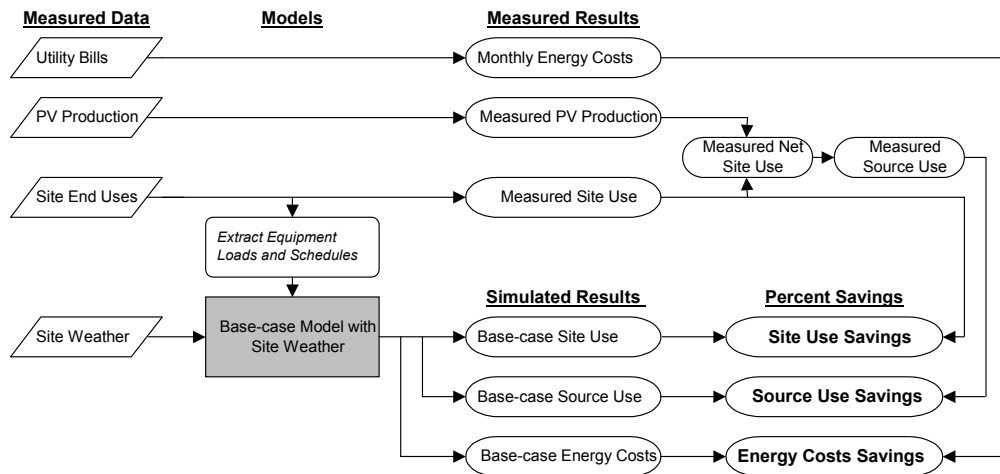 Measured Data
Models
Measured Results
Utility Bills
Monthly Energy Costs
PV Production
Measured PV Production
Measured Net
Site Use
Measured
Source Use
Site End Uses
Measured Site Use
Extract Equipment
Loads and Schedules
Simulated Results
Percent Savings
Site Weather
Base-case Model with
Site Weather
Base-case Site Use
Site Use Savings
Base-case Source Use
Source Use Savings
Base-case Energy Costs
Energy Costs Savings